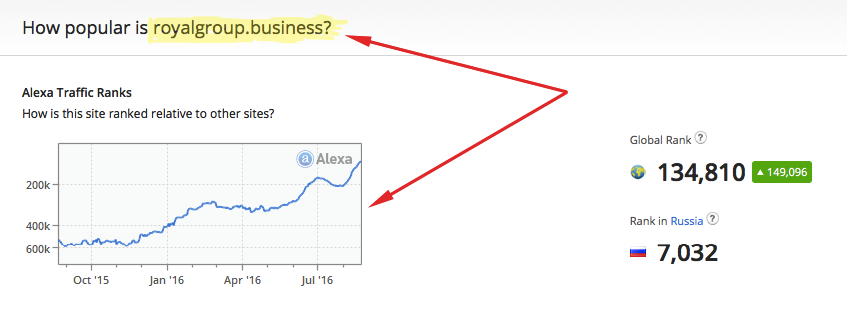 How popular is royalgroup.business?
Alexa Traffic Ranks
How is this site ranked relative to other sites?
a Alexa
200k
400k
600k
Oct '15 Jan '16 Apr '16 Jul '16
Global Rank ?
134,810 ▲ 149,096
Rank in Russia ?
7,032